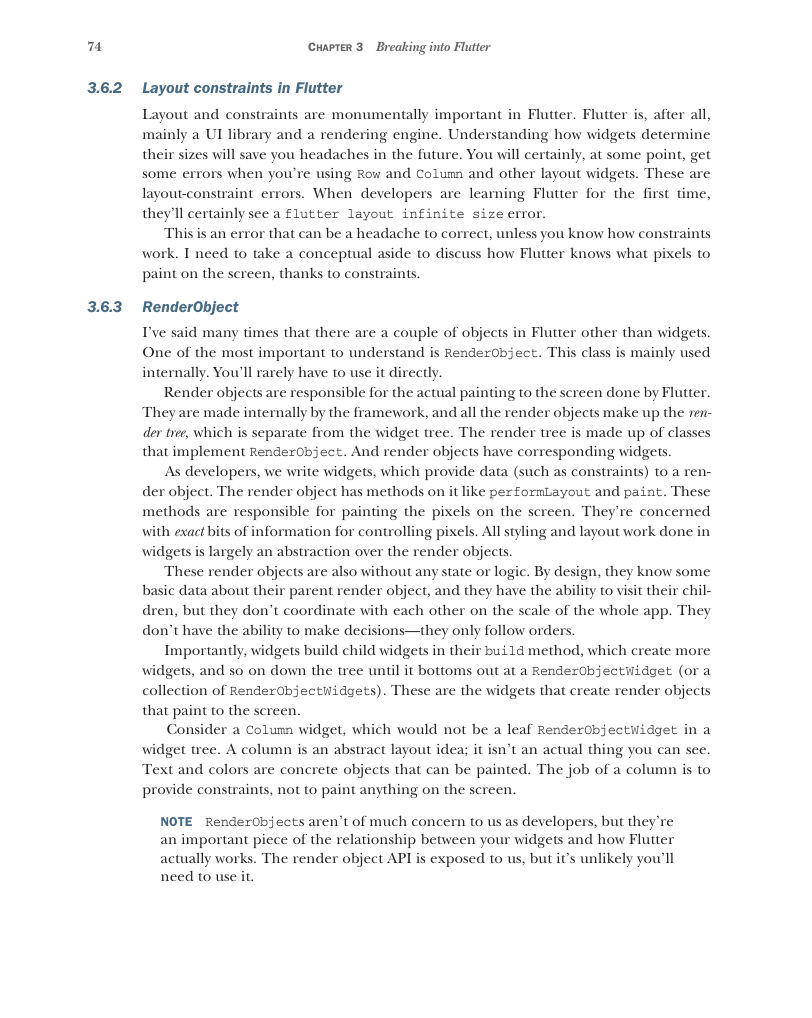 74 CHAPTER 3 Breaking into Flutter
3.6.2 Layout constraints in Flutter
Layout and constraints are monumentally important in Flutter. Flutter is, after all,
mainly a UI library and a rendering engine. Understanding how widgets determine
their sizes will save you headaches in the future. You will certainly, at some point, get
some errors when you're using Row and Column and other layout widgets. These are
layout-constraint errors. When developers are learning Flutter for the first time,
they'll certainly see a flutter layout infinite size error.
This is an error that can be a headache to correct, unless you know how constraints
work. I need to take a conceptual aside to discuss how Flutter knows what pixels to
paint on the screen, thanks to constraints.
3.6.3 RenderObject
I've said many times that there are a couple of objects in Flutter other than widgets.
One of the most important to understand is RenderObject. This class is mainly used
internally. You'll rarely have to use it directly.
Render objects are responsible for the actual painting to the screen done by Flutter.
They are made internally by the framework, and all the render objects make up the ren-
der tree, which is separate from the widget tree. The render tree is made up of classes
that implement RenderObject. And render objects have corresponding widgets.
As developers, we write widgets, which provide data (such as constraints) to a ren-
der object. The render object has methods on it like performLayout and paint. These
methods are responsible for painting the pixels on the screen. They're concerned
with exact bits of information for controlling pixels. All styling and layout work done in
widgets is largely an abstraction over the render objects.
These render objects are also without any state or logic. By design, they know some
basic data about their parent render object, and they have the ability to visit their chil-
dren, but they don't coordinate with each other on the scale of the whole app. They
don't have the ability to make decisions—they only follow orders.
Importantly, widgets build child widgets in their build method, which create more
widgets, and so on down the tree until it bottoms out at a RenderObjectWidget (or a
collection of RenderObjectWidgets). These are the widgets that create render objects
that paint to the screen.
Consider a Column widget, which would not be a leaf RenderObjectWidget in a
widget tree. A column is an abstract layout idea; it isn't an actual thing you can see.
Text and colors are concrete objects that can be painted. The job of a column is to
provide constraints, not to paint anything on the screen.
NOTE RenderObjects aren't of much concern to us as developers, but they're
an important piece of the relationship between your widgets and how Flutter
actually works. The render object API is exposed to us, but it's unlikely you'll
need to use it.